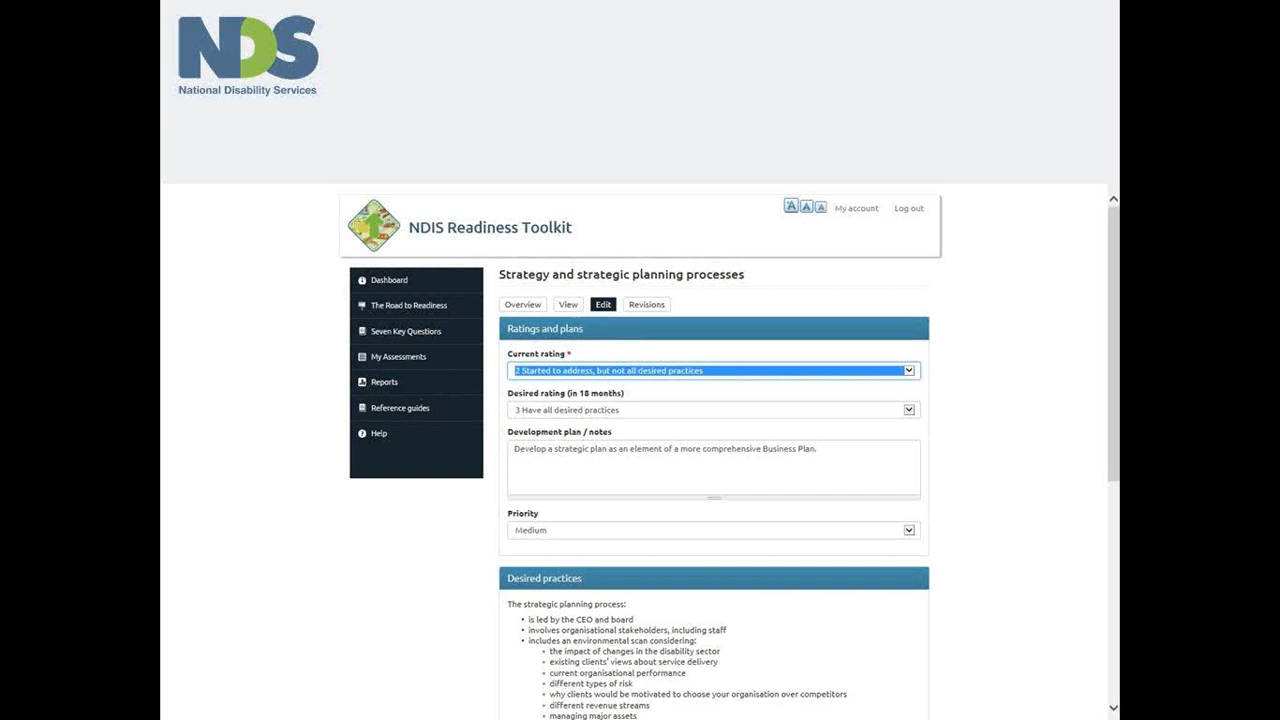 NDS
National Disability Services
A A A My account Log out
NDIS Readiness Toolkit
Dashboard
The Road to Readiness
Seven Key Questions
My Assessments
Reports
Reference guides
Help
Strategy and strategic planning processes
Overview View Edit Revisions
Ratings and plans
Current rating *
2 Started to address, but not all desired practices
Desired rating (in 18 months)
3 Have all desired practices
Development plan / notes
Develop a strategic plan as an element of a more comprehensive Business Plan.
Priority
Medium
Desired practices
The strategic planning process:
• is led by the CEO and board
• involves organisational stakeholders, including staff
• includes an environmental scan considering:
• the impact of changes in the disability sector
• existing clients' views about service delivery
• current organisational performance
• different types of risk
• why clients would be motivated to choose your organisation over competitors
• different revenue streams
• managing major assets